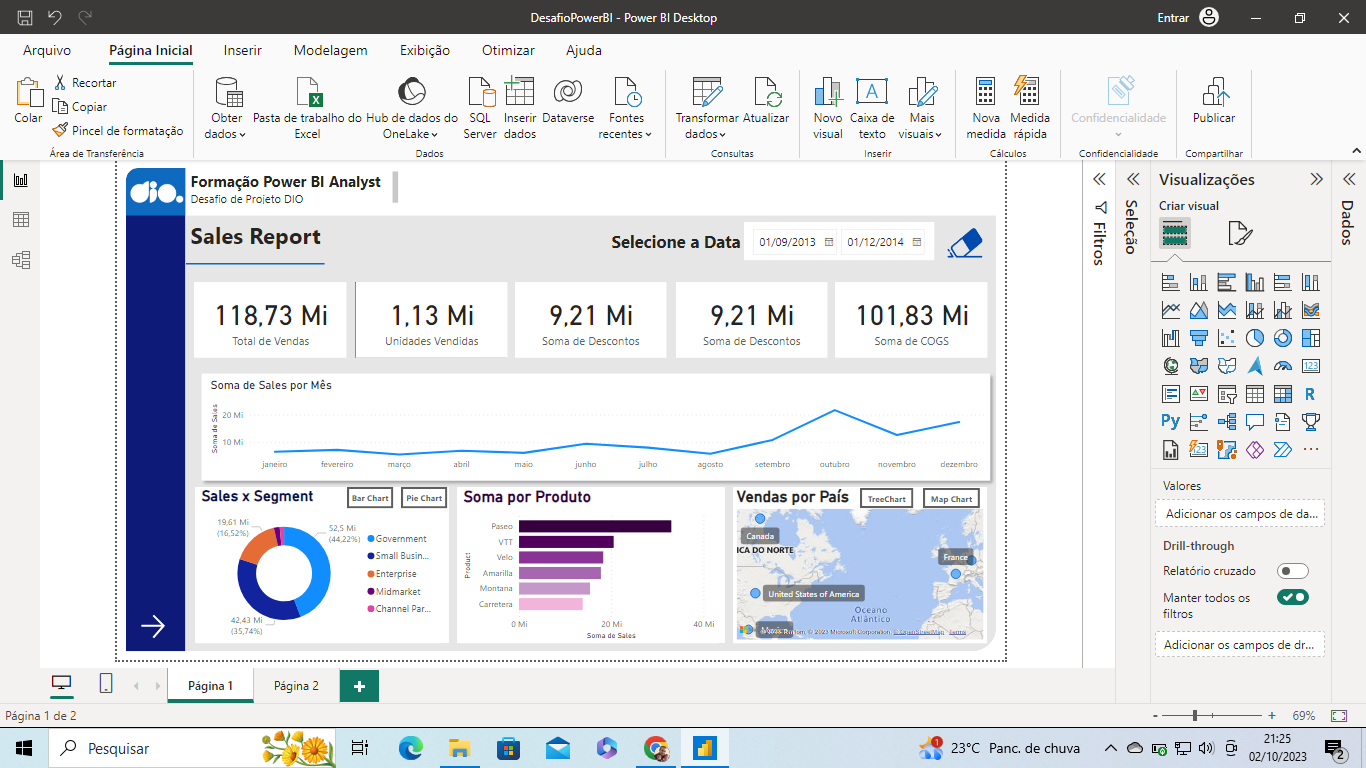 DesafioPowerBI - Power BI Desktop
Entrar
Arquivo
Página Inicial
Inserir
Modelagem
Exibição
Otimizar
Ajuda
Colar
Recortar
Copiar
Pincel de formatação
Área de Transferência
Obter dados
Pasta de trabalho do Excel
Hub de dados do OneLake
SQL Server
Inserir dados
Dataverse
Fontes recentes
Dados
Transformar dados
Atualizar
Consultas
Novo visual
Caixa de texto
Mais visuais
Inserir
Nova medida
Medida rápida
Cálculos
Confidencialidade
Confidencialidade
Publicar
Compartilhar
dio.
Formação Power BI Analyst
Desafio de Projeto DIO
Sales Report
Selecione a Data
01/09/2013
01/12/2014
118,73 Mi
Total de Vendas
1,13 Mi
Unidades Vendidas
9,21 Mi
Soma de Descontos
9,21 Mi
Soma de Descontos
101,83 Mi
Soma de COGS
Soma de Sales por Mês
Soma de Sales
20 Mi
10 Mi
janeiro
fevereiro
março
abril
maio
junho
julho
agosto
setembro
outubro
novembro
dezembro
Sales x Segment
Bar Chart
Pie Chart
19,61 Mi
(16,52%)
52,5 Mi
(44,22%)
42,43 Mi
(35,74%)
Government
Small Busin...
Enterprise
Midmarket
Channel Par...
Soma por Produto
Product
Paseo
VTT
Velo
Amarilla
Montana
Carretera
0 Mi
20 Mi
40 Mi
Soma de Sales
Vendas por País
TreeChart
Map Chart
Canada
ICA DO NORTE
France
United States of America
Oceano
Atlântico
© 2023 Microsoft Corporation, © OpenStreetMap Terms
Filtros
Seleção
Visualizações
Criar visual
123
R
Py
123
Valores
Adicionar os campos de da...
Drill-through
Relatório cruzado
Manter todos os
filtros
Adicionar os campos de dr...
Dados
Página 1
Página 2
Página 1 de 2
69%
Pesquisar
1
23°C Panc. de chuva
21:25
02/10/2023
2